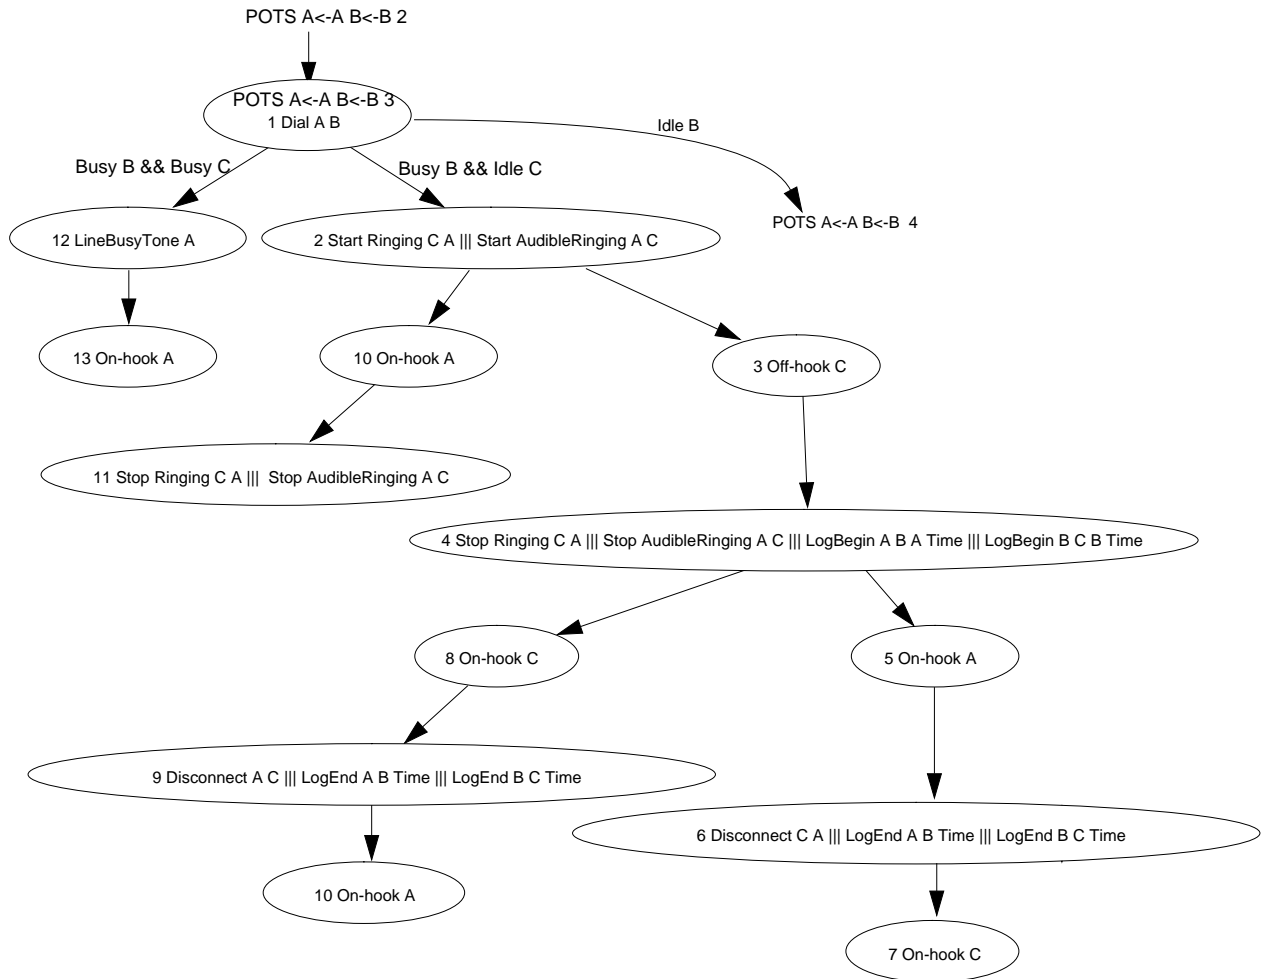 POTS A<-A B<-B 2
POTS A<-A B<-B 3
1 Dial A B
Idle B
Busy B && Busy C
Busy B && Idle C
POTS A<-A B<-B 4
12 LineBusyTone A
2 Start Ringing C A ||| Start AudibleRinging A C
13 On-hook A
10 On-hook A
3 Off-hook C
11 Stop Ringing C A ||| Stop AudibleRinging A C
4 Stop Ringing C A ||| Stop AudibleRinging A C ||| LogBegin A B A Time ||| LogBegin B C B Time
8 On-hook C
5 On-hook A
9 Disconnect A C ||| LogEnd A B Time ||| LogEnd B C Time
6 Disconnect C A ||| LogEnd A B Time ||| LogEnd B C Time
10 On-hook A
7 On-hook C